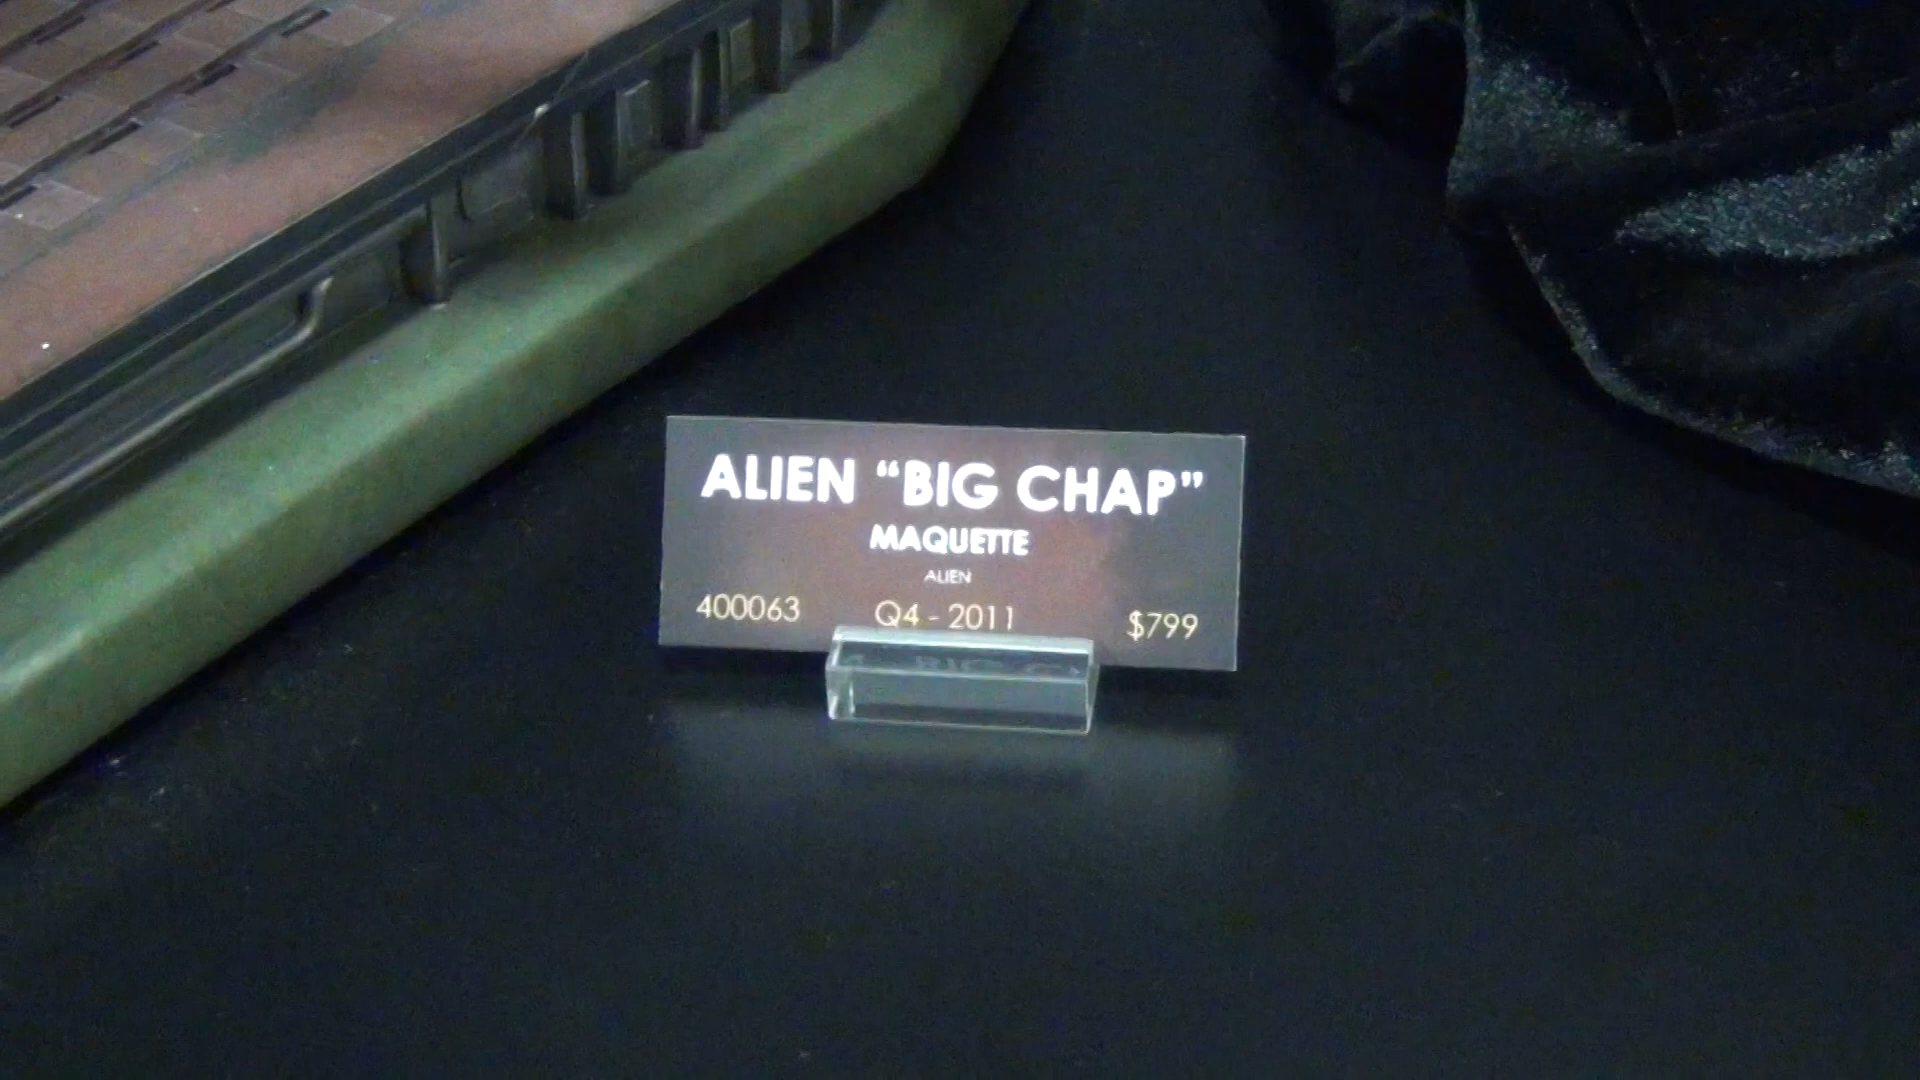 ALIEN “BIG CHAP”
MAQUETTE
ALIEN
400063 Q4 - 2011 $799